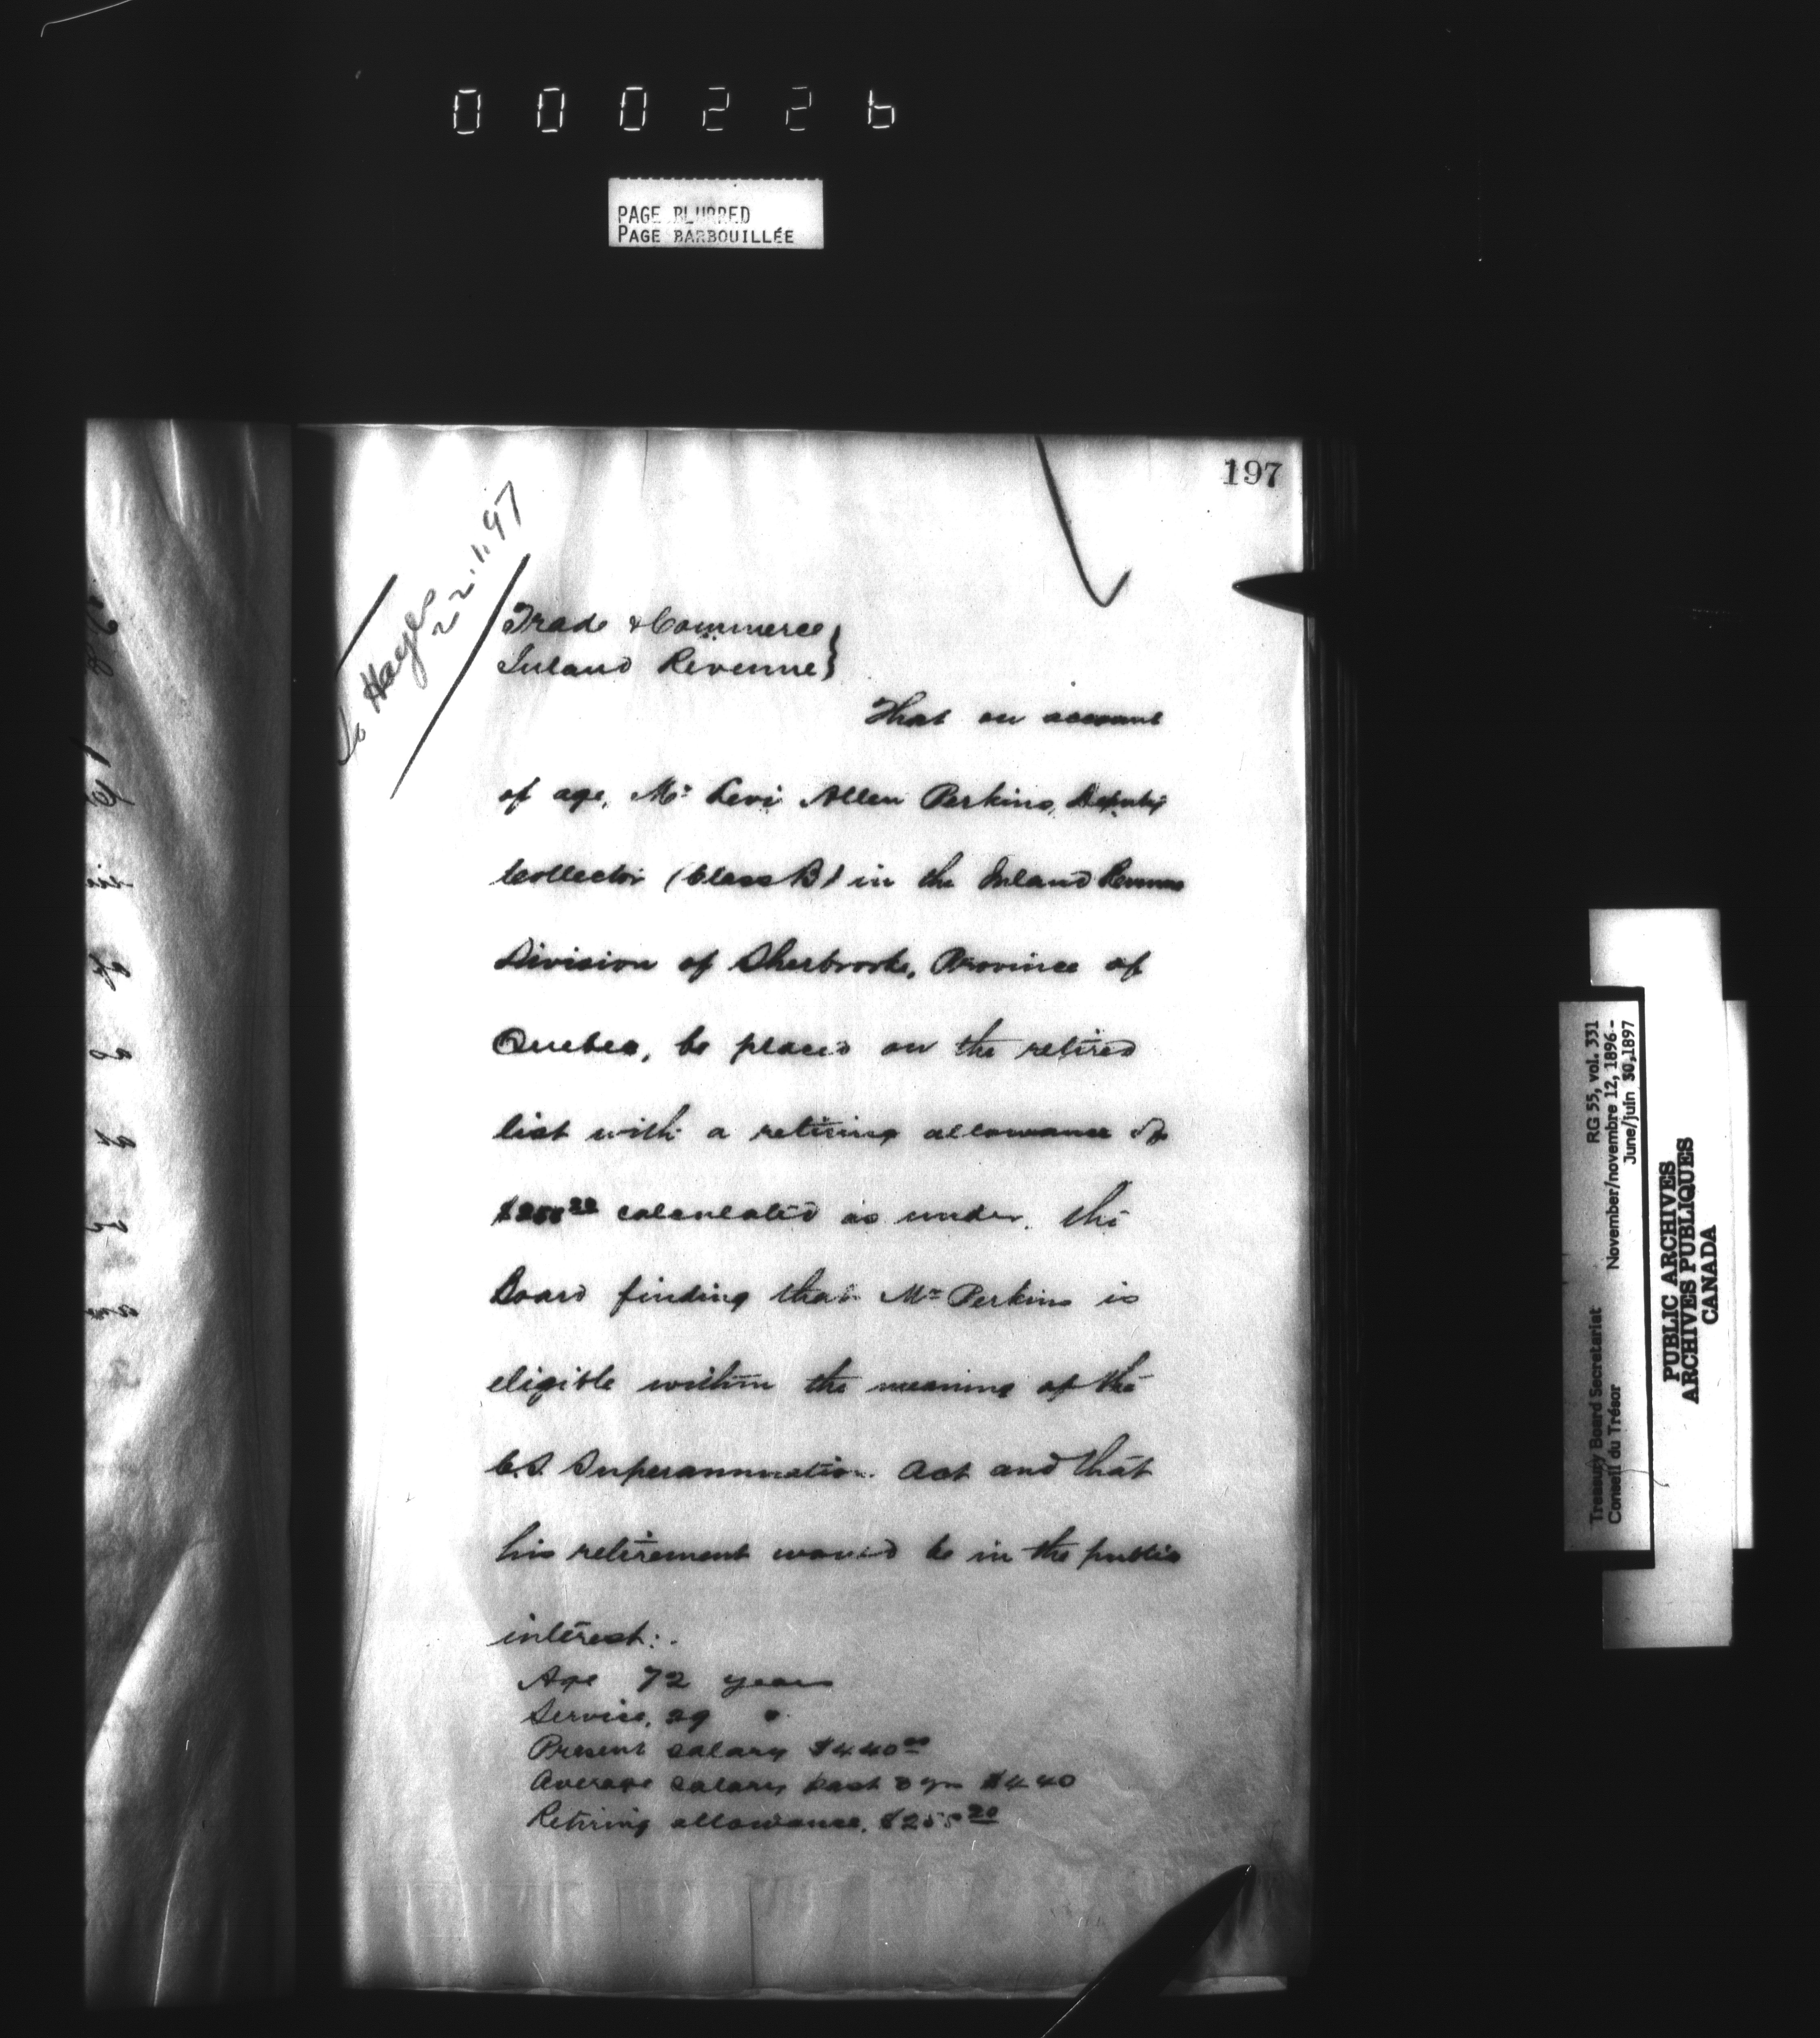 000226
PAGE BLURRED
PAGE BARBOUILLÉE
197
To Hayes
22.1.97
Trade & Commerce
Inland Revenue
That on account
of age, Mr Levi Allen Perkins, Deputy
Collector (Class B) in the Inland Revenue
Division of Sherbrooke, Province of
Quebec, be placed on the retired
list with a retiring allowance of
$255 20 calculated as under. the
Board finding that Mr Perkins is
eligible within the meaning of the
C.S. Superannuation Act and that
his retirement would be in the public
interest:
Age 72 years
Service, 29 "
Present salary $440 00
Average salary past 3 yrs $440
Retiring allowance, $255 20
Treasury Board Secretariat RG 55, vol. 331
Conseil du Trésor November/novembre 12, 1896-
June/juin 30,1897
PUBLIC ARCHIVES
ARCHIVES PUBLIQUES
CANADA